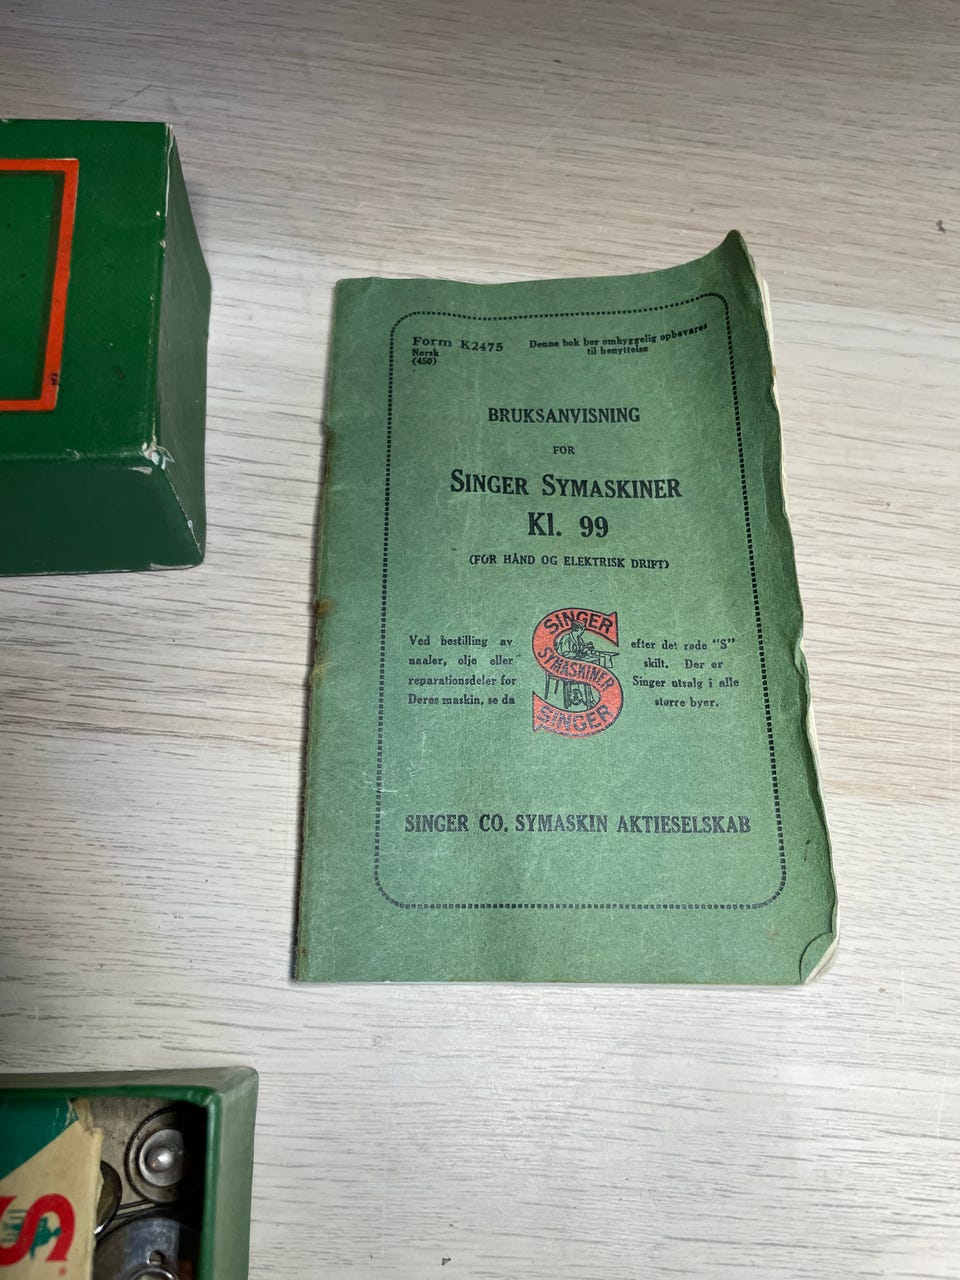 Form K2475
Norsk
(450)
Denne bok bør omhyggelig opbevares
til benyttelse
BRUKSANVISNING
FOR
SINGER SYMASKINER
Kl. 99
(FOR HÅND OG ELEKTRISK DRIFT)
Ved bestilling av
naaler, olje eller
reparationsdeler for
Deres maskin, se da
SINGER
SYMASKINER
SINGER
efter det røde "S"
skilt. Der er
Singer utsalg i alle
større byer.
SINGER CO. SYMASKIN AKTIESELSKAB
S